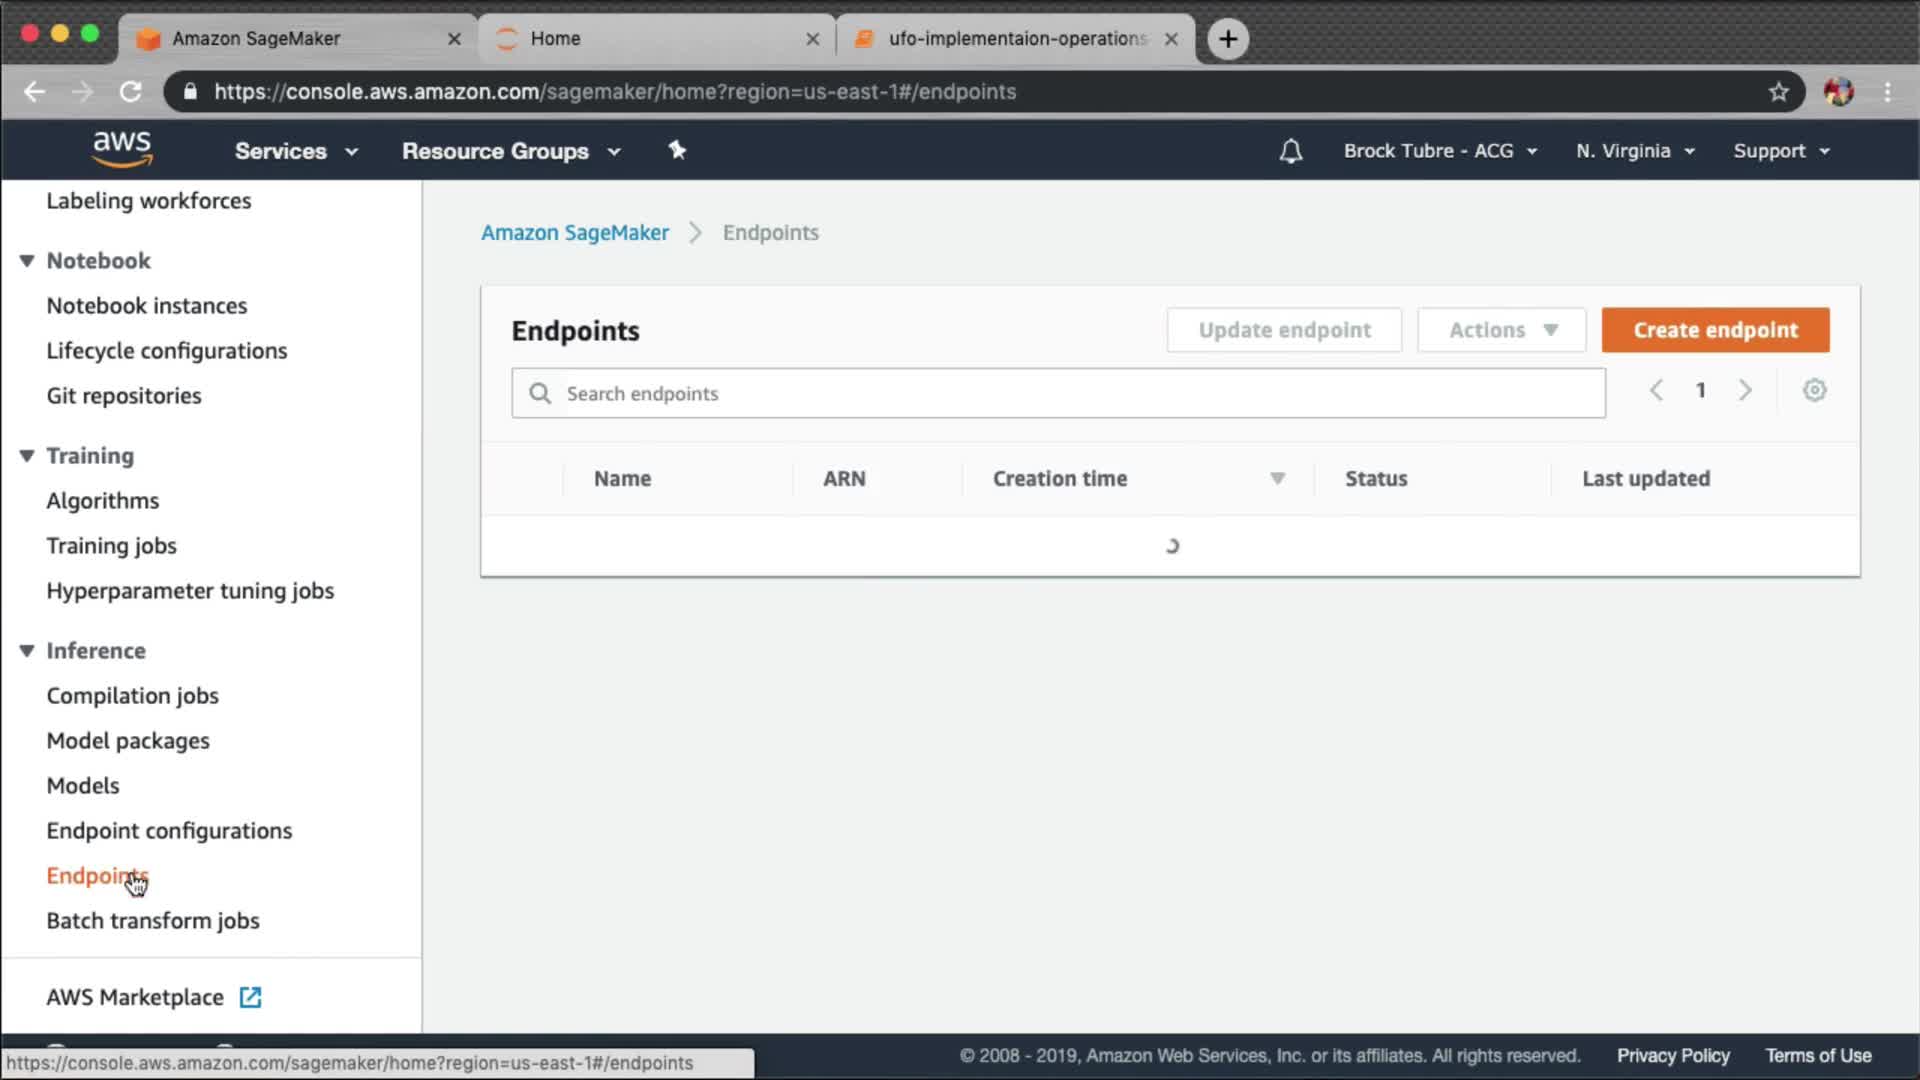 Amazon SageMaker
Home
ufo-implementaion-operations
https://console.aws.amazon.com/sagemaker/home?region=us-east-1#/endpoints
aws
Services
Resource Groups
Brock Tubre - ACG
N. Virginia
Support
Labeling workforces
Notebook
Notebook instances
Lifecycle configurations
Git repositories
Training
Algorithms
Training jobs
Hyperparameter tuning jobs
Inference
Compilation jobs
Model packages
Models
Endpoint configurations
Endpoints
Batch transform jobs
AWS Marketplace
Amazon SageMaker
Endpoints
Endpoints
Update endpoint
Actions
Create endpoint
Search endpoints
1
Name
ARN
Creation time
Status
Last updated
https://console.aws.amazon.com/sagemaker/home?region=us-east-1#/endpoints
© 2008 - 2019, Amazon Web Services, Inc. or its affiliates. All rights reserved.
Privacy Policy
Terms of Use